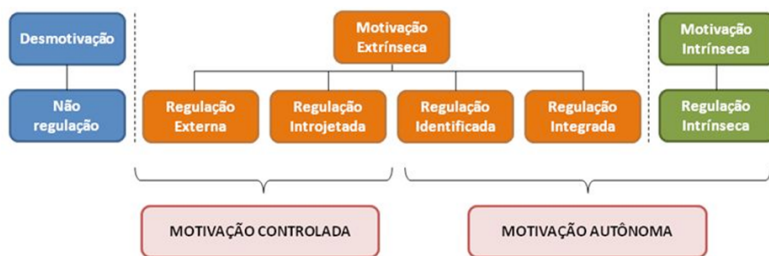 Desmotivação
Motivação
Extrínseca
Motivação
Intrínseca
Não
regulação
Regulação
Externa
Regulação
Introjetada
Regulação
Identificada
Regulação
Integrada
Regulação
Intrínseca
MOTIVAÇÃO CONTROLADA
MOTIVAÇÃO AUTÔNOMA